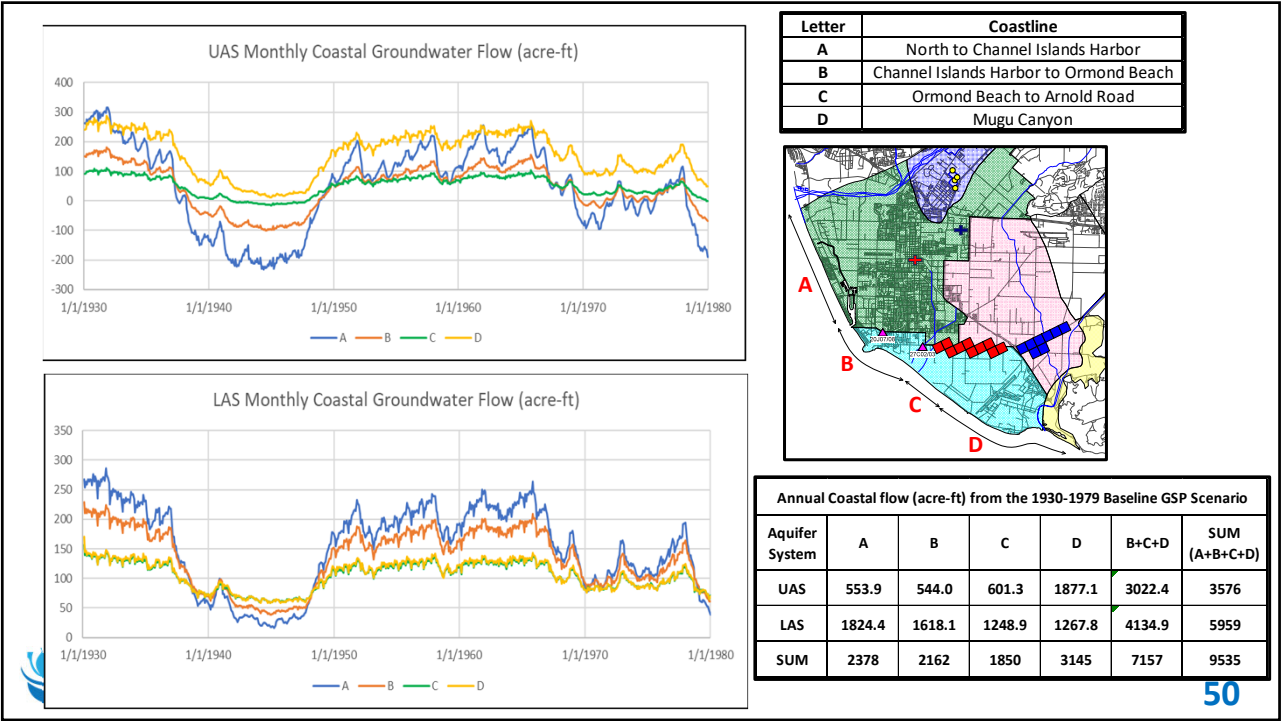 UAS Monthly Coastal Groundwater Flow (acre-ft)
400
300
200
100
0
-100
-200
-300
1/1/1930 1/1/1940 1/1/1950 1/1/1960 1/1/1970 1/1/1980
A B C D
LAS Monthly Coastal Groundwater Flow (acre-ft)
350
300
250
200
150
100
50
0
1/1/1930 1/1/1940 1/1/1950 1/1/1960 1/1/1970 1/1/1980
A B C D
Letter Coastline
A North to Channel Islands Harbor
B Channel Islands Harbor to Ormond Beach
C Ormond Beach to Arnold Road
D Mugu Canyon
A
B
C
D
20J07/08
27C02/03
Annual Coastal flow (acre-ft) from the 1930-1979 Baseline GSP Scenario
Aquifer System A B C D B+C+D SUM (A+B+C+D)
UAS 553.9 544.0 601.3 1877.1 3022.4 3576
LAS 1824.4 1618.1 1248.9 1267.8 4134.9 5959
SUM 2378 2162 1850 3145 7157 9535
50